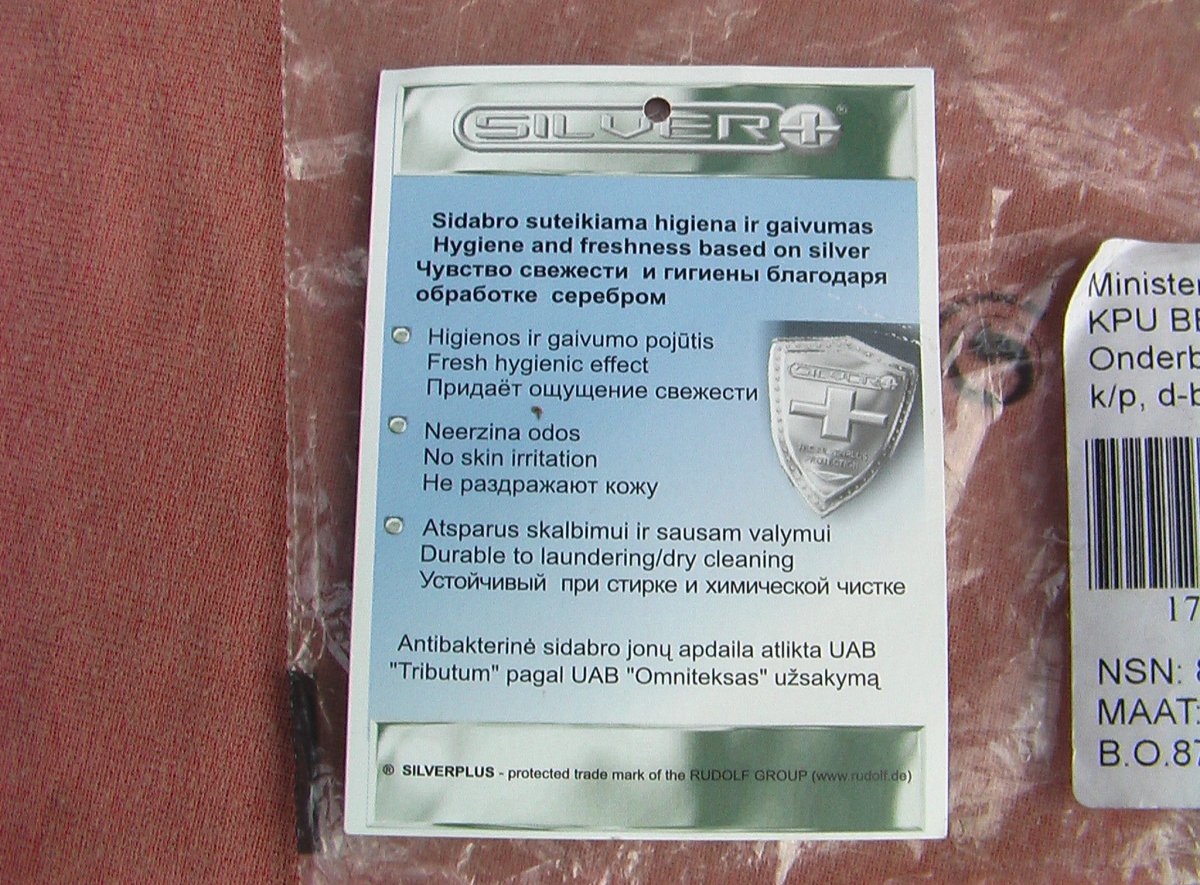 SILVER+®
Sidabro suteikiama higiena ir gaivumas
Hygiene and freshness based on silver
Чувство свежести и гигиены благодаря
обработке серебром
Higienos ir gaivumo pojūtis
Fresh hygienic effect
Придаёт ощущение свежести
SILVER+
Neerzina odos
No skin irritation
Не раздражают кожу
Atsparus skalbimui ir sausam valymui
Durable to laundering/dry cleaning
Устойчивый при стирке и химической чистке
Antibakterinė sidabro jonų apdaila atlikta UAB
"Tributum" pagal UAB "Omniteksas" užsakymą
® SILVERPLUS - protected trade mark of the RUDOLF GROUP (www.rudolf.de)
Minister
KPU BE
Onderb
k/p, d-b
17
NSN: 8
MAAT:
B.O.87